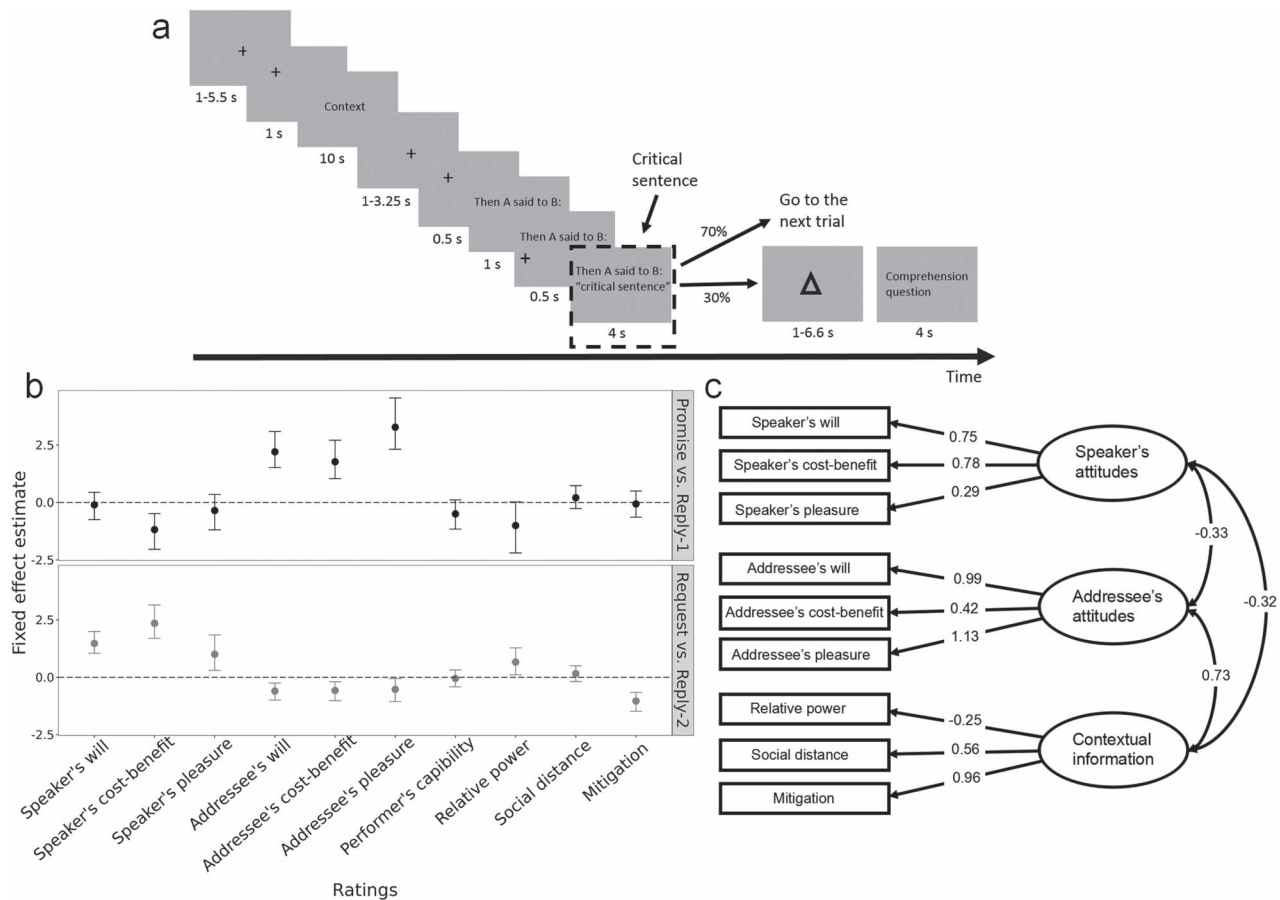 a
+
1-5.5 s
+
1 s
Context
10 s
+
1-3.25 s
+
0.5 s
Then A said to B:
1 s
Then A said to B:
+
0.5 s
Critical
sentence
Then A said to B:
“critical sentence”
4 s
70%
Go to the
next trial
30%
Δ
1-6.6 s
Comprehension
question
4 s
Time
b
Fixed effect estimate
2.5
0.0
-2.5
Promise vs. Reply-1
2.5
0.0
-2.5
Request vs. Reply-2
Speaker's will
Speaker's cost-benefit
Speaker's pleasure
Addressee's will
Addressee's cost-benefit
Addressee's pleasure
Performer's capibility
Relative power
Social distance
Mitigation
Ratings
c
Speaker’s will
0.75
Speaker’s cost-benefit
0.78
Speaker’s pleasure
0.29
Speaker’s
attitudes
Addressee’s will
0.99
Addressee’s cost-benefit
0.42
Addressee’s pleasure
1.13
Addressee’s
attitudes
Relative power
-0.25
Social distance
0.56
Mitigation
0.96
Contextual
information
-0.33
-0.32
0.73